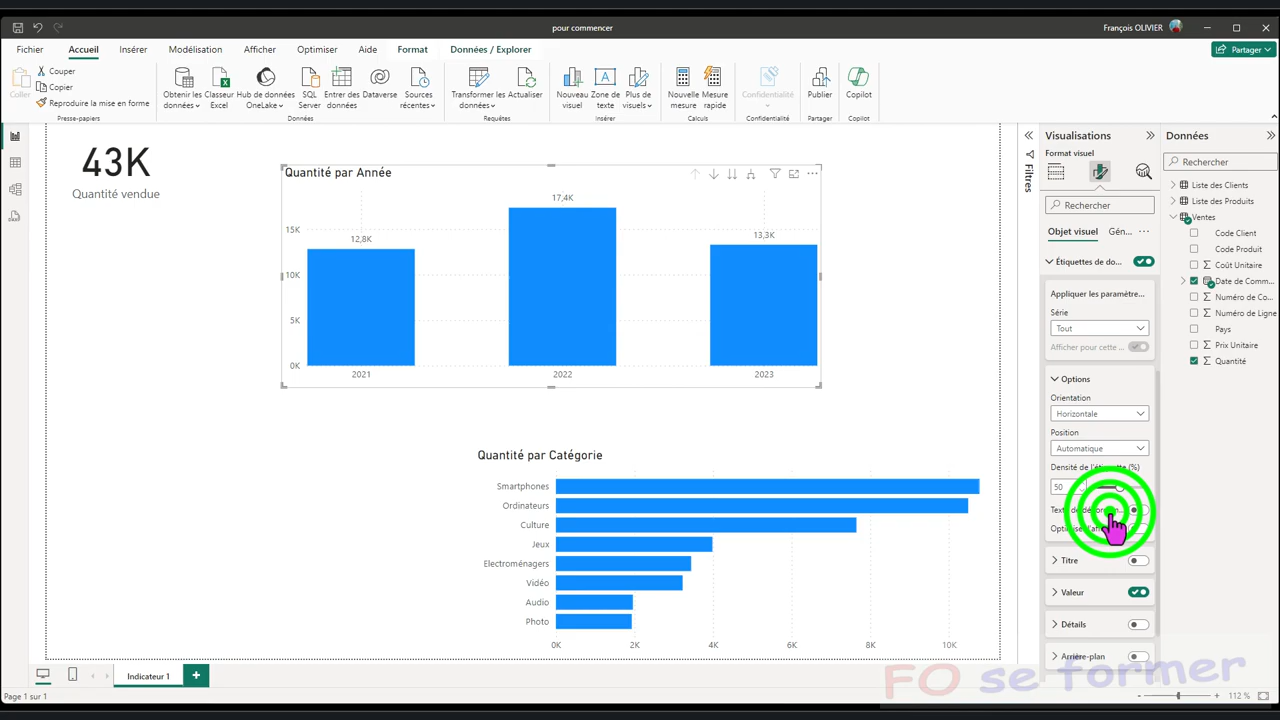 pour commencer
François OLIVIER
Fichier Accueil Insérer Modélisation Afficher Optimiser Aide Format Données / Explorer Partager
Coller
Couper
Copier
Reproduire la mise en forme
Presse-papiers
Obtenir les données
Classeur Excel
Hub de données OneLake
SQL Server
Entrer des données
Dataverse
Sources récentes
Données
Transformer les données
Actualiser
Requêtes
Nouveau visuel
Zone de texte
Plus de visuels
Insérer
Nouvelle mesure
Mesure rapide
Calculs
Confidentialité
Confidentialité
Publier
Partager
Copilot
Copilot
43K
Quantité vendue
Quantité par Année
15K
10K
5K
0K
12,8K
17,4K
13,3K
2021 2022 2023
Quantité par Catégorie
Smartphones
Ordinateurs
Culture
Jeux
Electroménagers
Vidéo
Audio
Photo
0K 2K 4K 6K 8K 10K
Filtres
Visualisations
Format visuel
Rechercher
Objet visuel Gén...
Étiquettes de do...
Appliquer les paramètre...
Série
Tout
Afficher pour cette ...
Options
Orientation
Horizontale
Position
Automatique
Densité de l'étiquette (%)
50
Titre
Valeur
Détails
Arrière-plan
Données
Rechercher
Liste des Clients
Liste des Produits
Ventes
Code Client
Code Produit
Coût Unitaire
Date de Comm...
Numéro de Co...
Numéro de Ligne
Pays
Prix Unitaire
Quantité
Indicateur 1
Page 1 sur 1
112 %
FO se former